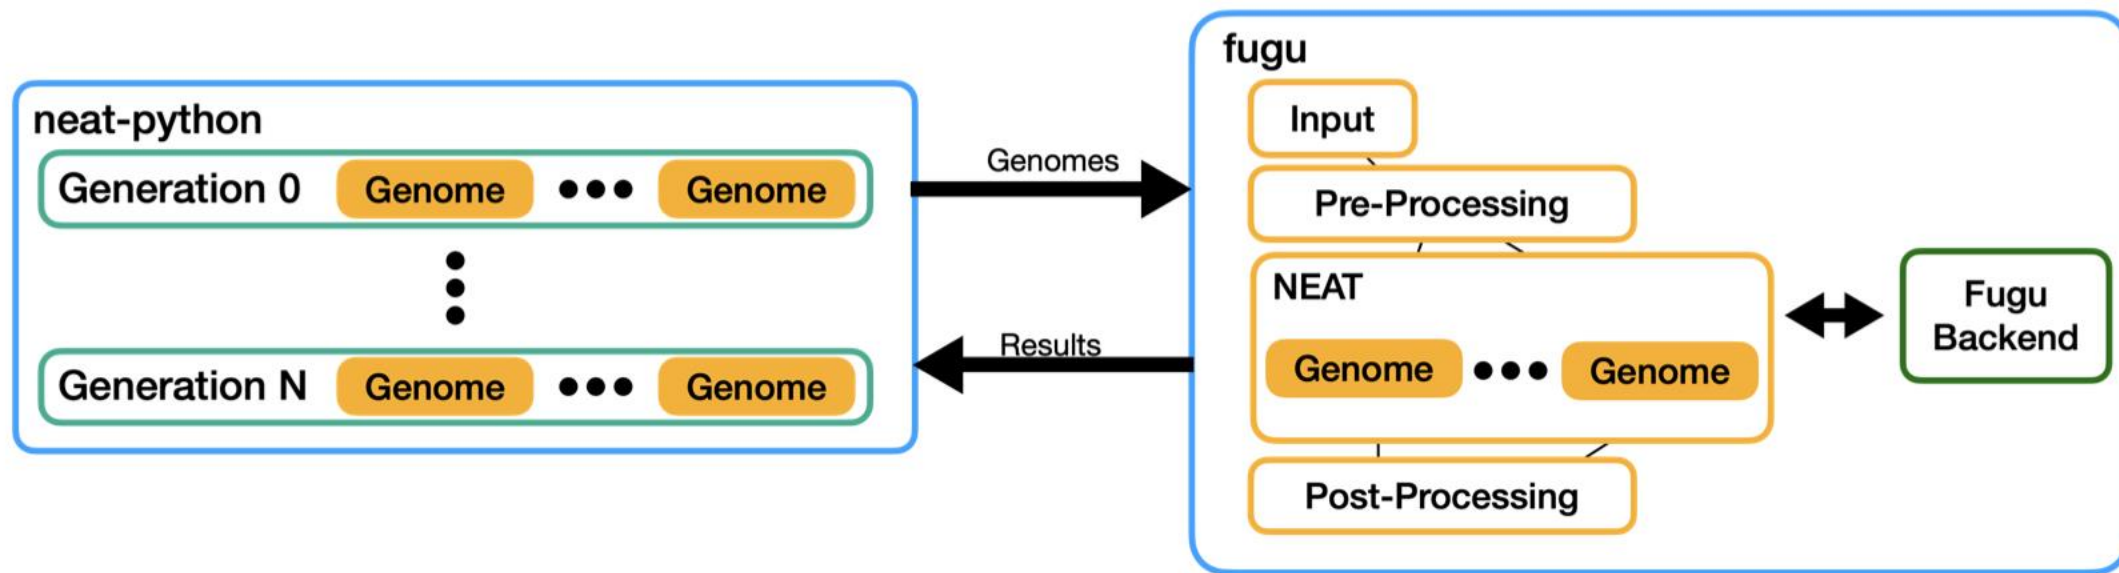 neat-python
Generation 0 Genome ••• Genome
Generation N Genome ••• Genome
Genomes
Results
fugu
Input
Pre-Processing
NEAT
Genome ••• Genome
Post-Processing
Fugu
Backend